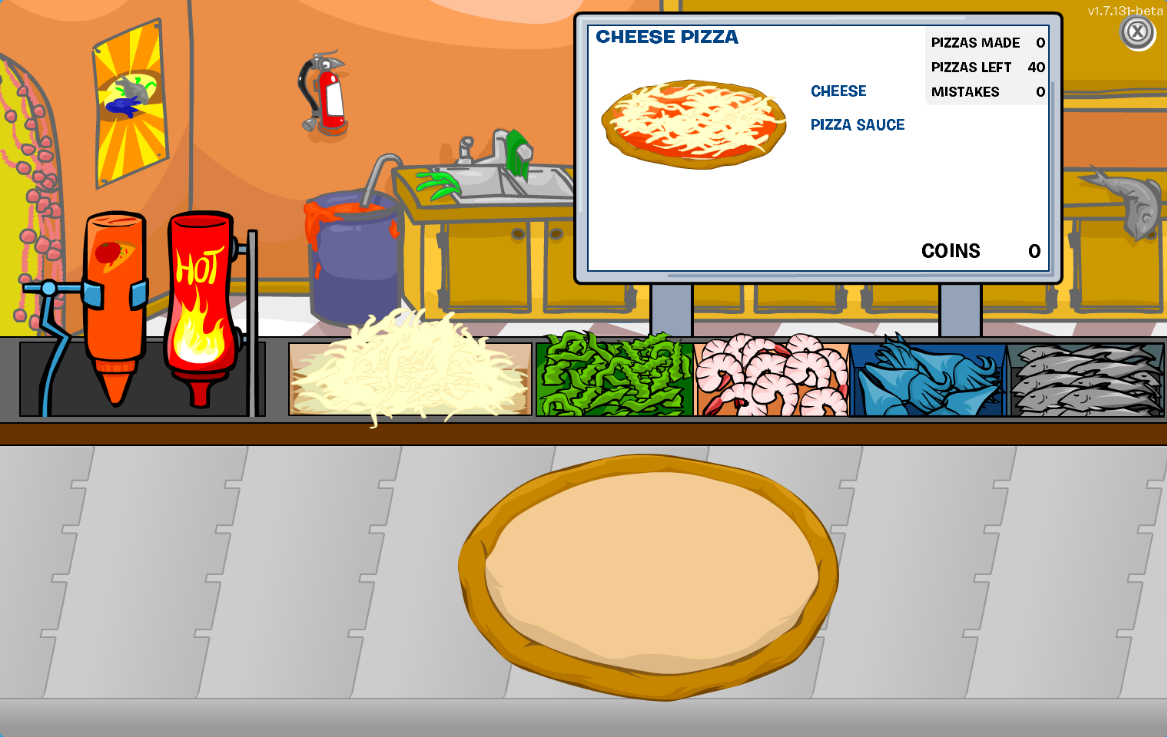 v1.7.131-beta
CHEESE PIZZA
PIZZAS MADE 0
PIZZAS LEFT 40
MISTAKES 0
CHEESE
PIZZA SAUCE
COINS 0
HOT